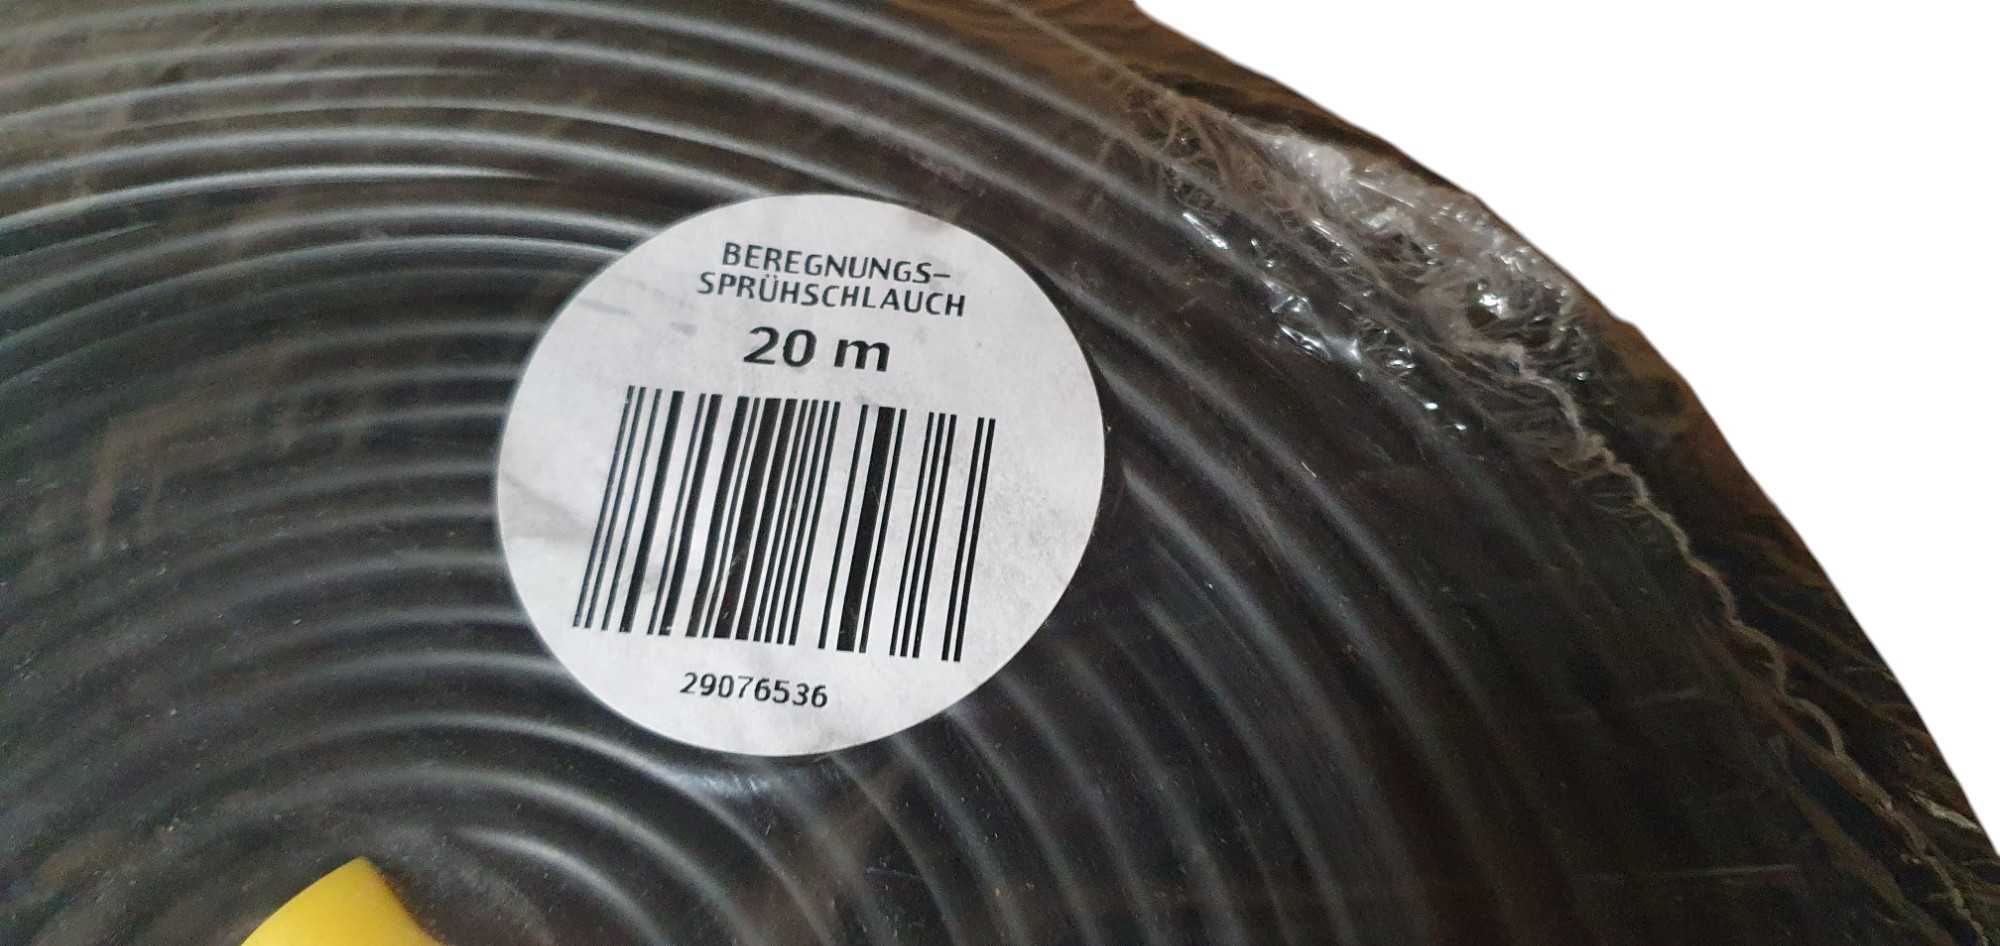 BEREGNUNGS-
SPRÜHSCHLAUCH
20 m
29076536